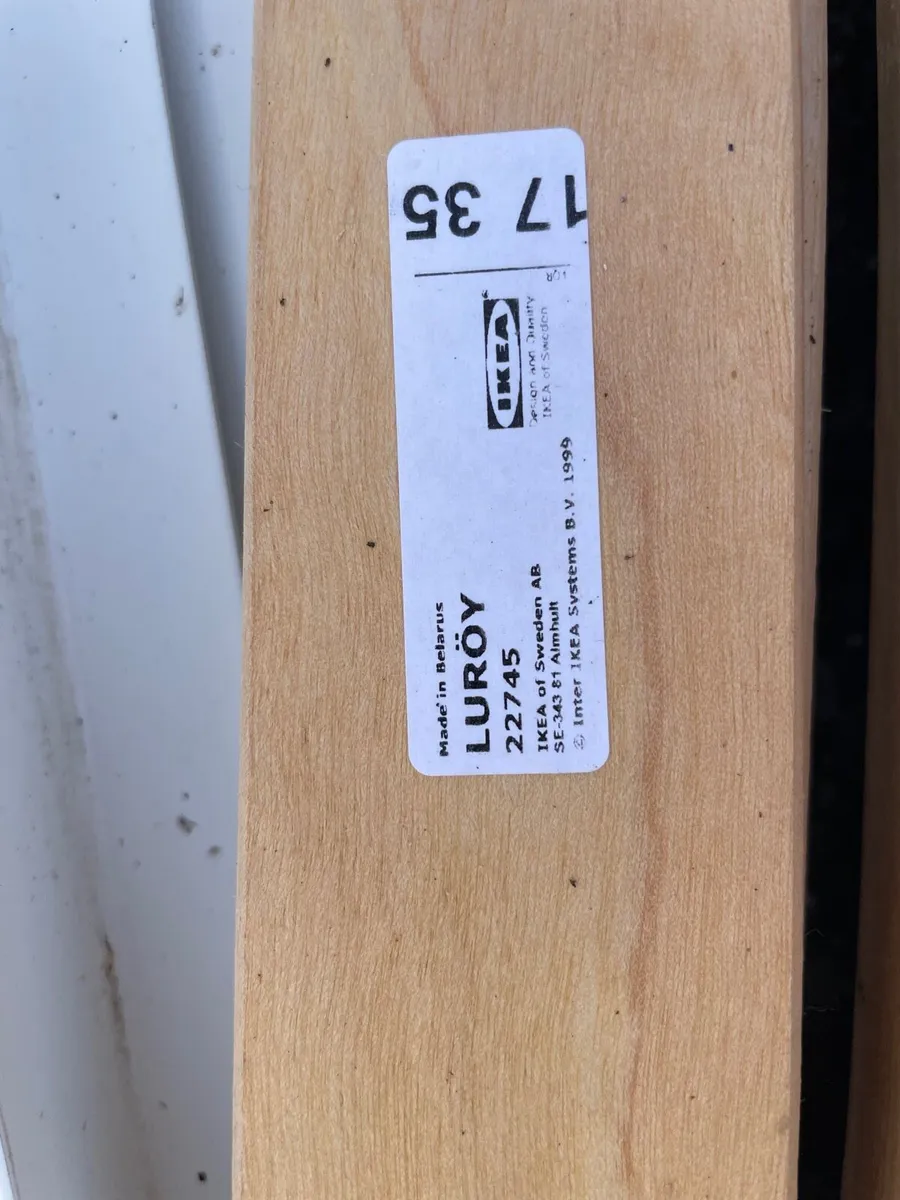 Made in Belarus
LURÖY
22745
IKEA of Sweden AB
SE-343 81 Älmhult
© Inter IKEA Systems B.V. 1999
IKEA
Design and Quality
IKEA of Sweden
17 35